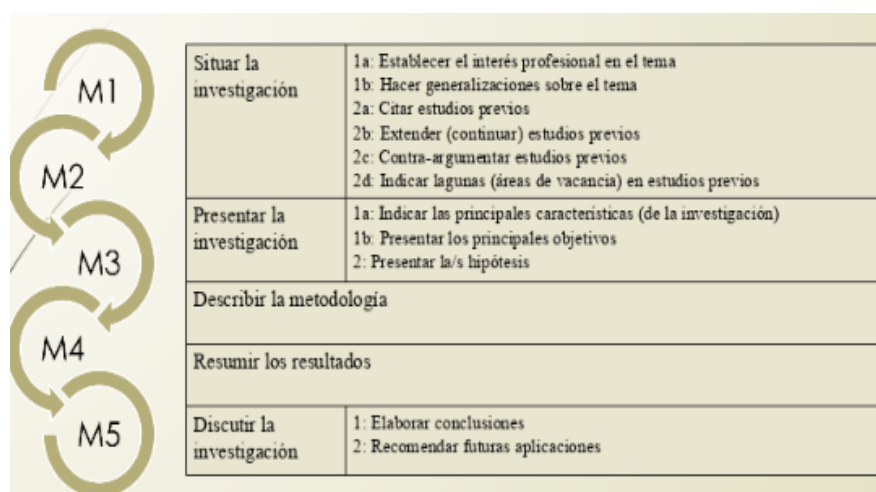 M1
Situar la
investigación
1a: Establecer el interés profesional en el tema
1b: Hacer generalizaciones sobre el tema
2a: Citar estudios previos
2b: Extender (continuar) estudios previos
2c: Contra-argumentar estudios previos
2d: Indicar lagunas (áreas de vacancia) en estudios previos
M2
Presentar la
investigación
1a: Indicar las principales características (de la investigación)
1b: Presentar los principales objetivos
2: Presentar la/s hipótesis
M3
Describir la metodología
M4
Resumir los resultados
M5
Discutir la
investigación
1: Elaborar conclusiones
2: Recomendar futuras aplicaciones